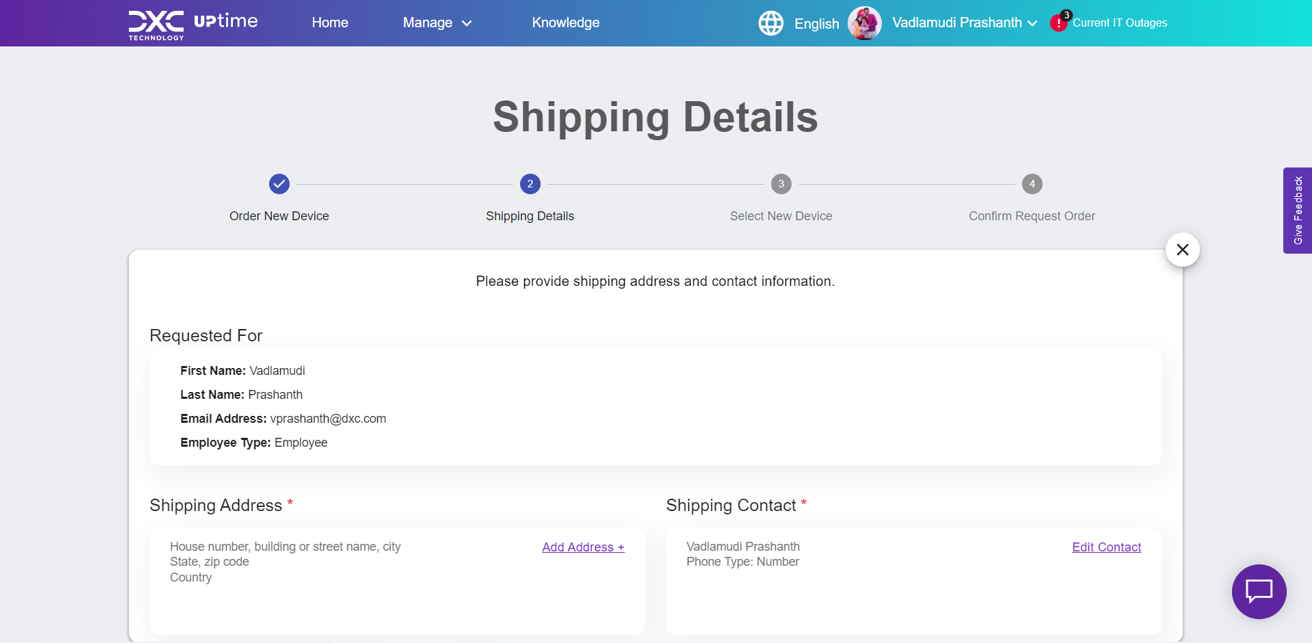 DXC TECHNOLOGY UPtime Home Manage Knowledge English Vadlamudi Prashanth 3 Current IT Outages
Shipping Details
2 3 4
Order New Device Shipping Details Select New Device Confirm Request Order
Give Feedback
Please provide shipping address and contact information.
Requested For
First Name: Vadlamudi
Last Name: Prashanth
Email Address: vprashanth@dxc.com
Employee Type: Employee
Shipping Address * Shipping Contact *
House number, building or street name, city Add Address + Vadlamudi Prashanth Edit Contact
State, zip code Phone Type: Number
Country